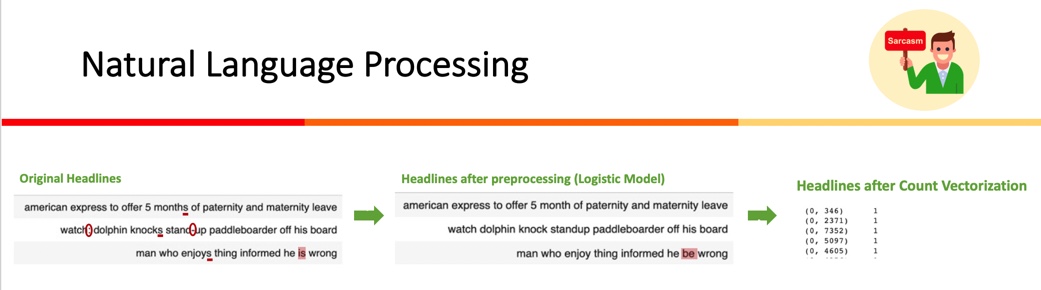 Sarcasm
Natural Language Processing
Original Headlines
american express to offer 5 months of paternity and maternity leave
watch: dolphin knocks stand-up paddleboarder off his board
man who enjoys thing informed he is wrong
Headlines after preprocessing (Logistic Model)
american express to offer 5 month of paternity and maternity leave
watch dolphin knock standup paddleboarder off his board
man who enjoy thing informed he be wrong
Headlines after Count Vectorization
(0, 346) 1
(0, 2371) 1
(0, 7352) 1
(0, 5097) 1
(0, 4605) 1